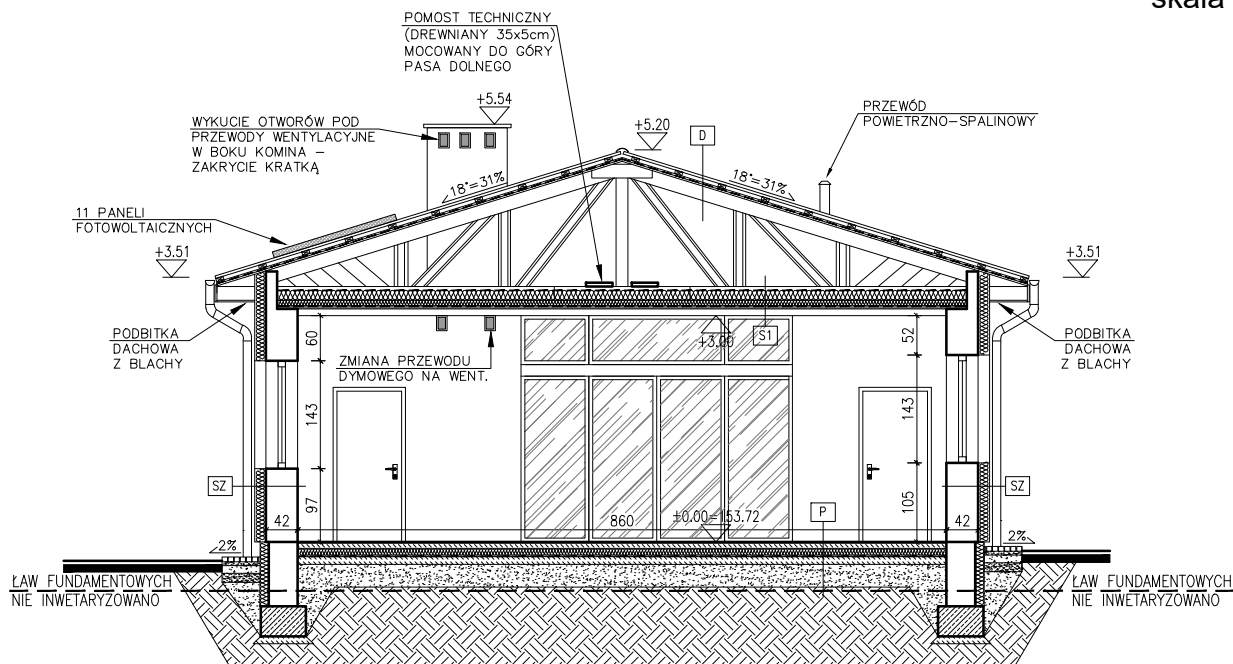 skala
POMOST TECHNICZNY
(DREWNIANY 35x5cm)
MOCOWANY DO GÓRY
PASA DOLNEGO
+5.54
WYKUCIE OTWORÓW POD
PRZEWODY WENTYLACYJNE
W BOKU KOMINA –
ZAKRYCIE KRATKĄ
+5.20
D
PRZEWÓD
POWIETRZNO-SPALINOWY
18°=31%
18°=31%
11 PANELI
FOTOWOLTAICZNYCH
+3.51
+3.51
PODBITKA
DACHOWA
Z BLACHY
60
ZMIANA PRZEWODU
DYMOWEGO NA WENT.
+3.00
S1
52
PODBITKA
DACHOWA
Z BLACHY
143
143
SZ
97
P
105
SZ
42
860
±0.00=153.72
42
2%
2%
ŁAW FUNDAMENTOWYCH
NIE INWETARYZOWANO
ŁAW FUNDAMENTOWYCH
NIE INWETARYZOWANO